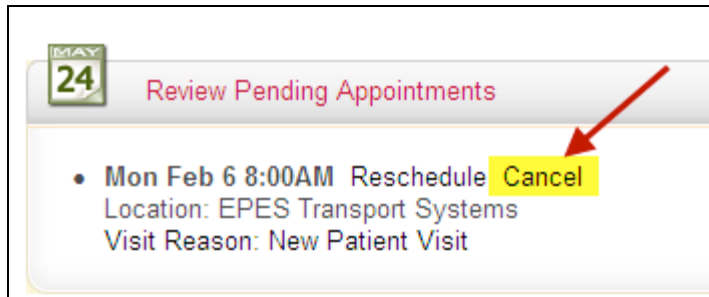 MAY
24
Review Pending Appointments
• Mon Feb 6 8:00AM Reschedule Cancel
Location: EPES Transport Systems
Visit Reason: New Patient Visit